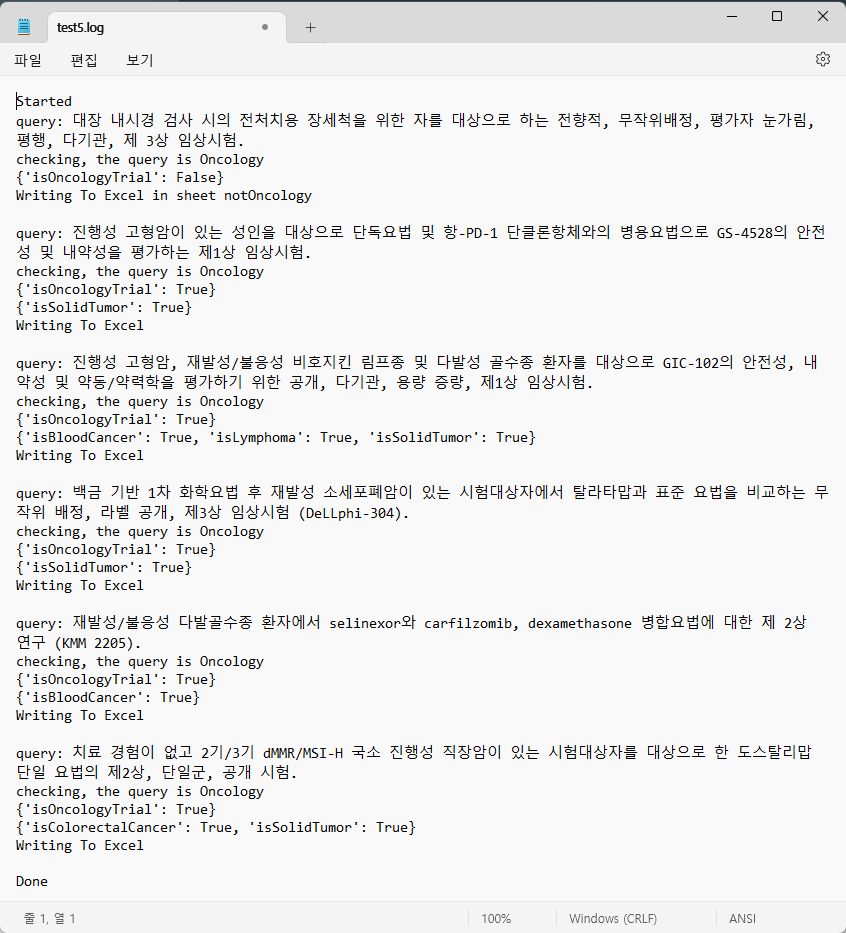 test5.log
파일 편집 보기
Started
query: 대장 내시경 검사 시의 전처치용 장세척을 위한 자를 대상으로 하는 전향적, 무작위배정, 평가자 눈가림,
평행, 다기관, 제 3상 임상시험.
checking, the query is Oncology
{'isOncologyTrial': False}
Writing To Excel in sheet notOncology
query: 진행성 고형암이 있는 성인을 대상으로 단독요법 및 항-PD-1 단클론항체와의 병용요법으로 GS-4528의 안전
성 및 내약성을 평가하는 제1상 임상시험.
checking, the query is Oncology
{'isOncologyTrial': True}
{'isSolidTumor': True}
Writing To Excel
query: 진행성 고형암, 재발성/불응성 비호지킨 림프종 및 다발성 골수종 환자를 대상으로 GIC-102의 안전성, 내
약성 및 약동/약력학을 평가하기 위한 공개, 다기관, 용량 증량, 제1상 임상시험.
checking, the query is Oncology
{'isOncologyTrial': True}
{'isBloodCancer': True, 'isLymphoma': True, 'isSolidTumor': True}
Writing To Excel
query: 백금 기반 1차 화학요법 후 재발성 소세포폐암이 있는 시험대상자에서 탈라타맙과 표준 요법을 비교하는 무
작위 배정, 라벨 공개, 제3상 임상시험 (DeLLphi-304).
checking, the query is Oncology
{'isOncologyTrial': True}
{'isSolidTumor': True}
Writing To Excel
query: 재발성/불응성 다발골수종 환자에서 selinexor와 carfilzomib, dexamethasone 병합요법에 대한 제 2상
연구 (KMM 2205).
checking, the query is Oncology
{'isOncologyTrial': True}
{'isBloodCancer': True}
Writing To Excel
query: 치료 경험이 없고 2기/3기 dMMR/MSI-H 국소 진행성 직장암이 있는 시험대상자를 대상으로 한 도스탈리맙
단일 요법의 제2상, 단일군, 공개 시험.
checking, the query is Oncology
{'isOncologyTrial': True}
{'isColorectalCancer': True, 'isSolidTumor': True}
Writing To Excel
Done
줄 1, 열 1 100% Windows (CRLF) ANSI